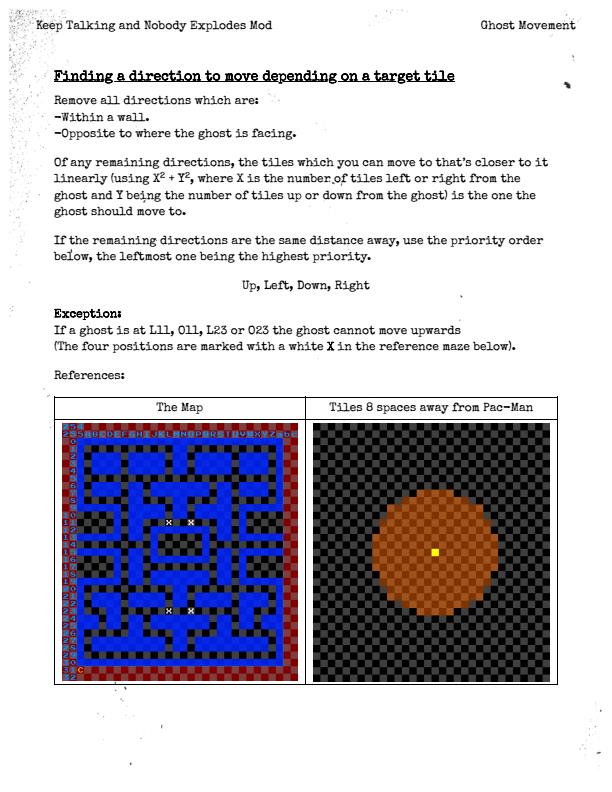 Keep Talking and Nobody Explodes Mod Ghost Movement
Finding a direction to move depending on a target tile
Remove all directions which are:
-Within a wall.
-Opposite to where the ghost is facing.
Of any remaining directions, the tiles which you can move to that's closer to it
linearly (using X² + Y², where X is the number of tiles left or right from the
ghost and Y being the number of tiles up or down from the ghost) is the one the
ghost should move to.
If the remaining directions are the same distance away, use the priority order
below, the leftmost one being the highest priority.
Up, Left, Down, Right
Exception:
If a ghost is at L11, O11, L23 or O23 the ghost cannot move upwards
(The four positions are marked with a white X in the reference maze below).
References:
The Map Tiles 8 spaces away from Pac-Man
X X
X X
C